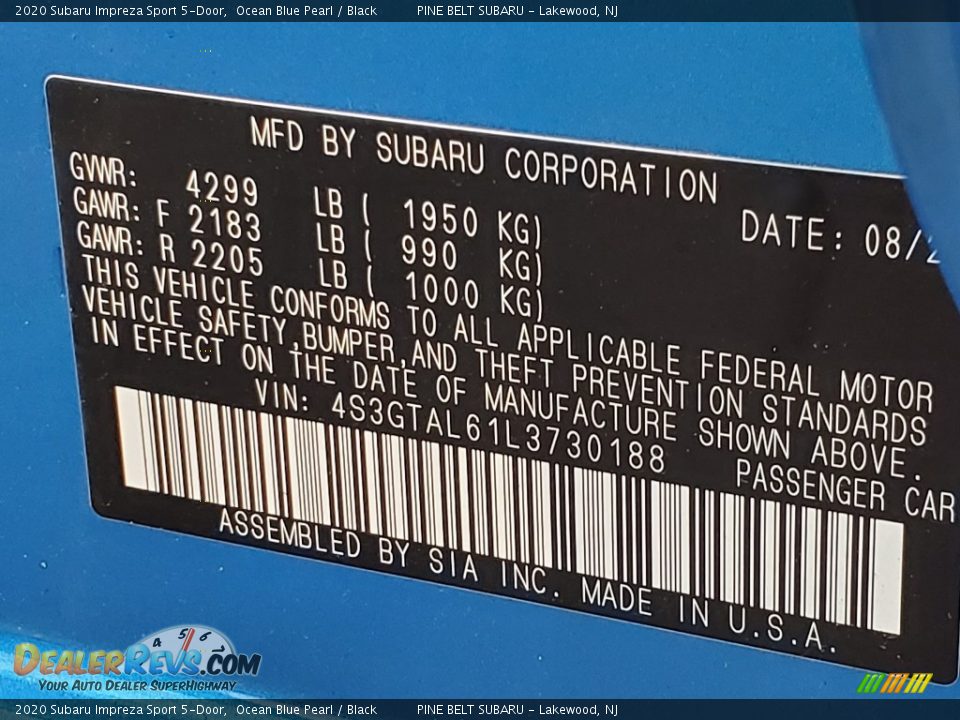 2020 Subaru Impreza Sport 5-Door, Ocean Blue Pearl / Black PINE BELT SUBARU - Lakewood, NJ
MFD BY SUBARU CORPORATION
GVWR: 4299 LB ( 1950 KG) DATE: 08/
GAWR: F 2183 LB ( 990 KG)
GAWR: R 2205 LB ( 1000 KG)
THIS VEHICLE CONFORMS TO ALL APPLICABLE FEDERAL MOTOR
VEHICLE SAFETY,BUMPER,AND THEFT PREVENTION STANDARDS
IN EFFECT ON THE DATE OF MANUFACTURE SHOWN ABOVE.
VIN: 4S3GTAL61L3730188 PASSENGER CAR
ASSEMBLED BY SIA INC. MADE IN U.S.A.
4 5 6 7
DEALERREVS.COM
YOUR AUTO DEALER SUPERHIGHWAY
2020 Subaru Impreza Sport 5-Door, Ocean Blue Pearl / Black PINE BELT SUBARU - Lakewood, NJ